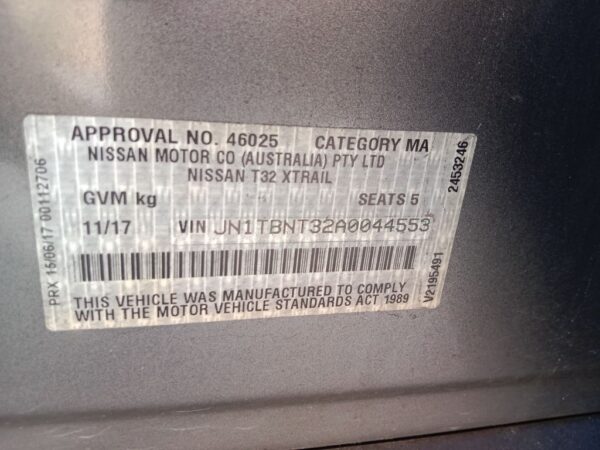 APPROVAL NO. 46025 CATEGORY MA
NISSAN MOTOR CO (AUSTRALIA) PTY LTD
NISSAN T32 XTRAIL
GVM kg SEATS 5
11/17 VIN JN1TBNT32A0044553
THIS VEHICLE WAS MANUFACTURED TO COMPLY
WITH THE MOTOR VEHICLE STANDARDS ACT 1989
PRX 15/06/17 00112706
2453246
V2195491